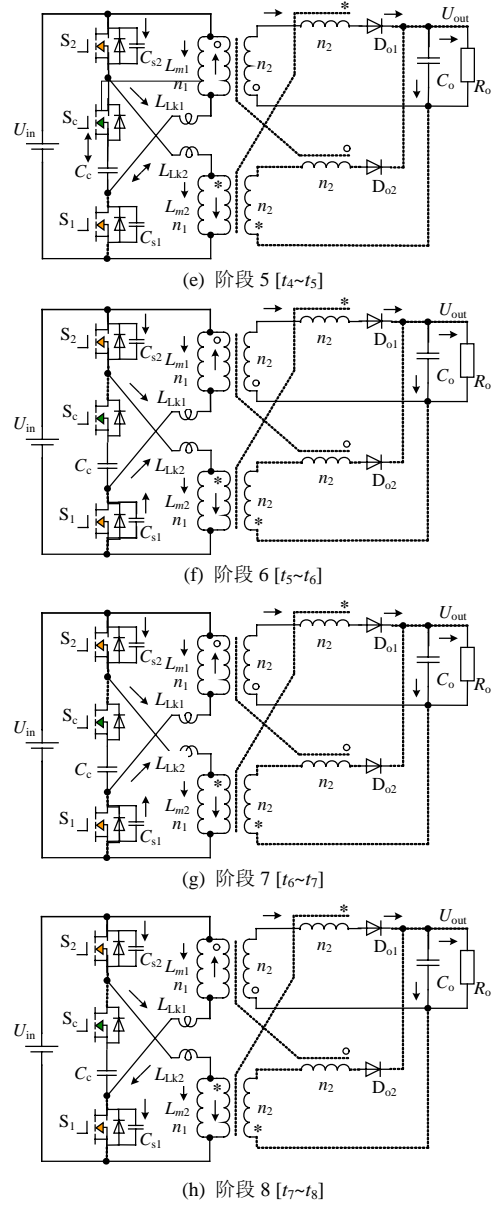 S2
Cs2
Lm1
n1
n2
n2
*
Do1
Uout
Uin
Sc
LLk1
Co
Ro
Cc
LLk2
S1
Cs1
Lm2
n1
*
n2
*
n2
Do2
(e) 阶段 5 [t4~t5]
S2
Cs2
Lm1
n1
n2
n2
*
Do1
Uout
Uin
Sc
LLk1
Co
Ro
Cc
LLk2
S1
Cs1
Lm2
n1
*
n2
*
n2
Do2
(f) 阶段 6 [t5~t6]
S2
Cs2
Lm1
n1
n2
n2
*
Do1
Uout
Uin
Sc
LLk1
Co
Ro
Cc
LLk2
S1
Cs1
Lm2
n1
*
n2
*
n2
Do2
(g) 阶段 7 [t6~t7]
S2
Cs2
Lm1
n1
n2
n2
*
Do1
Uout
Uin
Sc
LLk1
Co
Ro
Cc
LLk2
S1
Cs1
Lm2
n1
*
n2
*
n2
Do2
(h) 阶段 8 [t7~t8]